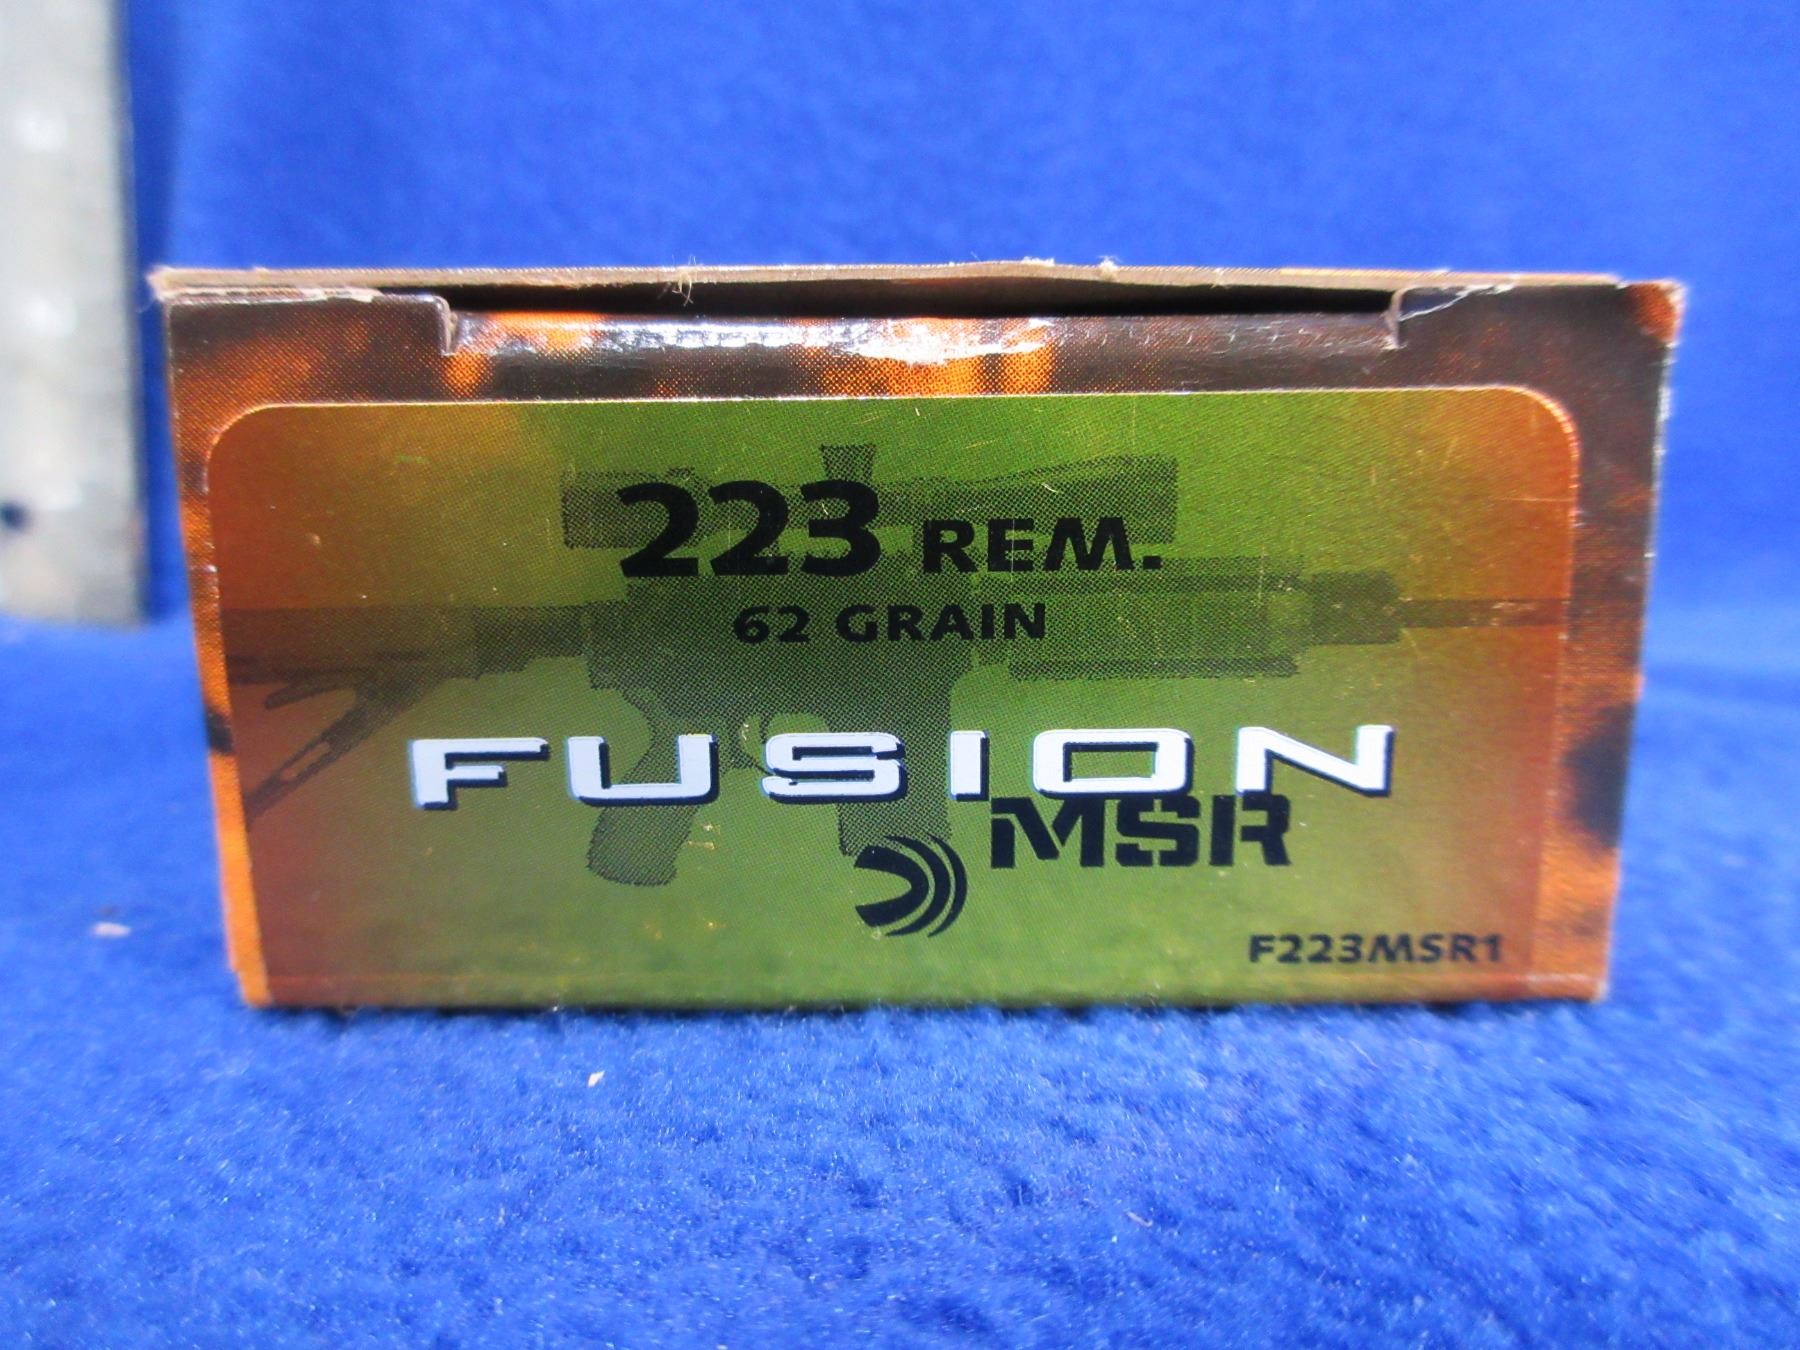 223 REM.
62 GRAIN
FUSION
MSR
F223MSR1